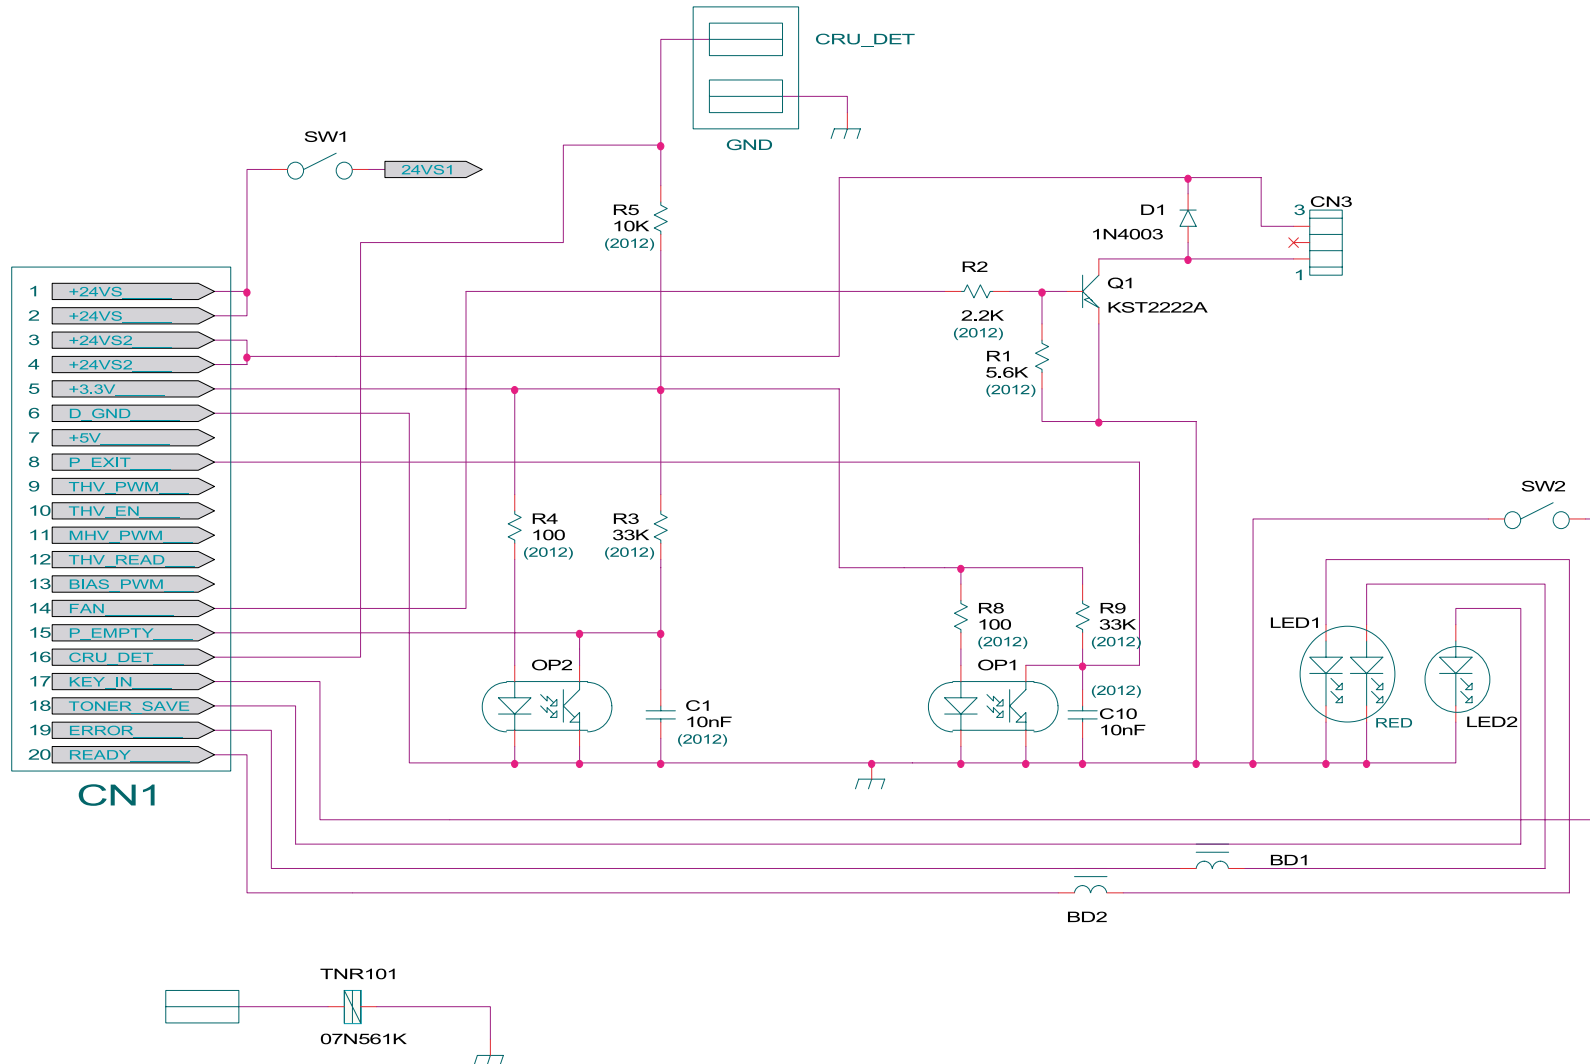 CRU_DET
GND
SW1
24VS1
R5
10K
(2012)
D1
1N4003
CN3
3
1
R2
2.2K
(2012)
Q1
KST2222A
R1
5.6K
(2012)
1 +24VS
2 +24VS
3 +24VS2
4 +24VS2
5 +3.3V
6 D_GND
7 +5V
8 P_EXIT
9 THV_PWM
10 THV_EN
11 MHV_PWM
12 THV_READ
13 BIAS_PWM
14 FAN
15 P_EMPTY
16 CRU_DET
17 KEY_IN
18 TONER_SAVE
19 ERROR
20 READY
CN1
R4
100
(2012)
R3
33K
(2012)
SW2
R8
100
(2012)
R9
33K
(2012)
LED1
RED
LED2
OP2
C1
10nF
(2012)
OP1
(2012)
C10
10nF
BD1
BD2
TNR101
07N561K